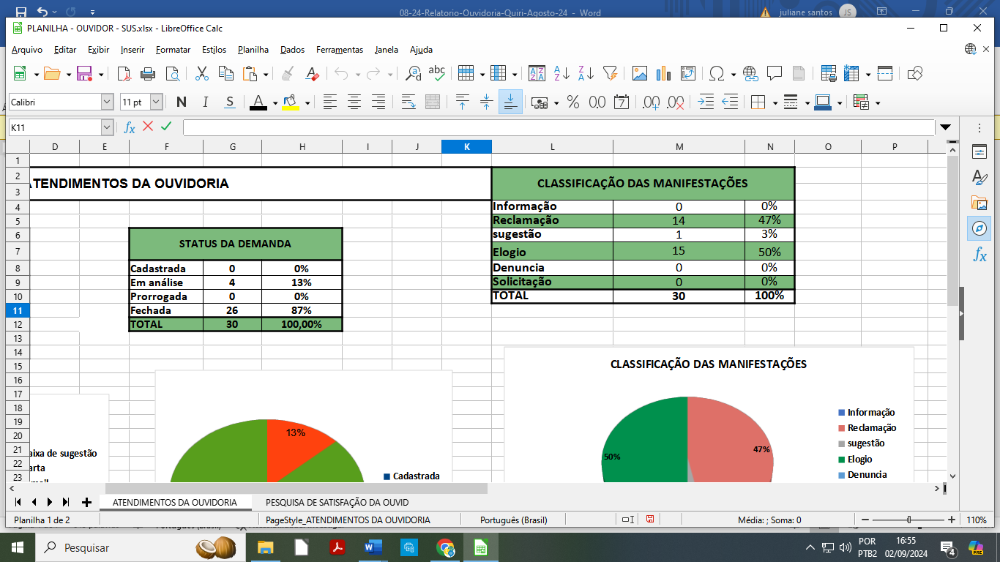 08-24-Relatorio-Ouvidoria-Quiri-Agosto-24 - Word
juliane santos
JS
PLANILHA - OUVIDOR - SUS.xlsx - LibreOffice Calc
Arquivo Editar Exibir Inserir Formatar Estilos Planilha Dados Ferramentas Janela Ajuda
Calibri 11 pt N I S
K11
D E F G H I J K L M N O P
1
2
3
ATENDIMENTOS DA OUVIDORIA
CLASSIFICAÇÃO DAS MANIFESTAÇÕES
4 Informação 0 0%
5 Reclamação 14 47%
6 sugestão 1 3%
STATUS DA DEMANDA
7 Elogio 15 50%
8 Cadastrada 0 0% Denuncia 0 0%
9 Em análise 4 13% Solicitação 0 0%
10 Prorrogada 0 0% TOTAL 30 100%
11 Fechada 26 87%
12 TOTAL 30 100,00%
13
14
15 CLASSIFICAÇÃO DAS MANIFESTAÇÕES
16
17
18 Informação
19 13% Reclamação
20 sugestão
21 aixa de sugestão 47%
50% Elogio
22 arta Denuncia
23 Cadastrada
ATENDIMENTOS DA OUVIDORIA PESQUISA DE SATISFAÇÃO DA OUVID
Planilha 1 de 2 PageStyle_ATENDIMENTOS DA OUVIDORIA Português (Brasil) Média: ; Soma: 0 110%
Pesquisar
POR
PTB2
16:55
02/09/2024
4
PRE